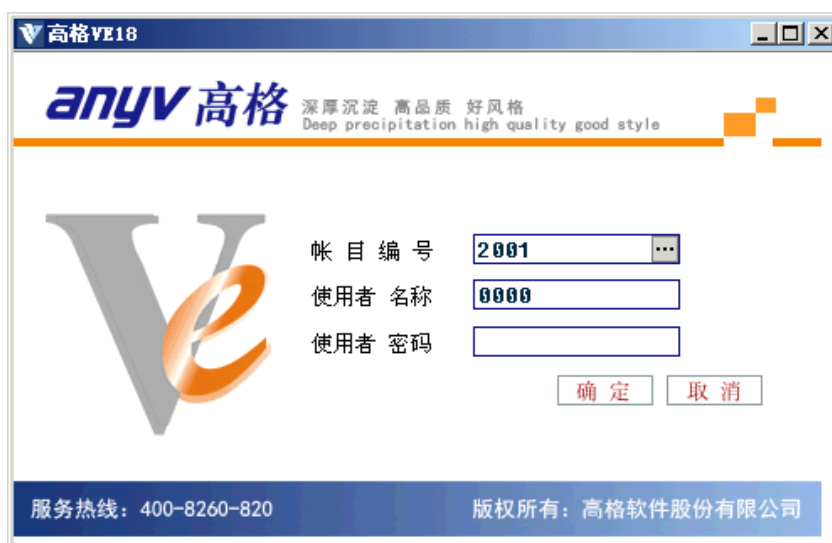 高格VE18
anyv 高格 深厚沉淀 高品质 好风格
Deep precipitation high quality good style
Ve
帐 目 编 号 2001 ...
使用者 名称 0000
使用者 密码
确 定 取 消
服务热线：400-8260-820 版权所有：高格软件股份有限公司